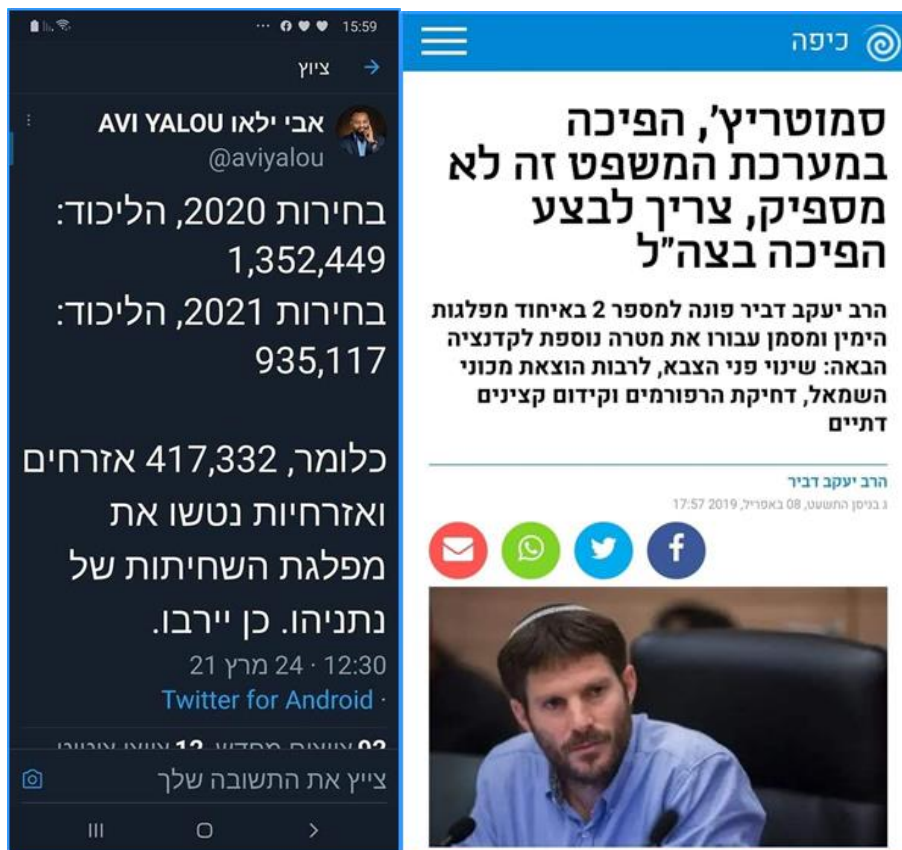 15:59
ציוץ
אבי ילאו AVI YALOU
@aviyalou
בחירות 2020, הליכוד:
1,352,449
בחירות 2021, הליכוד:
935,117
כלומר, 417,332 אזרחים
ואזרחיות נטשו את
מפלגת השחיתות של
נתניהו. כן יירבו.
12:30 · 24 מרץ 21
Twitter for Android ·
צייץ את התשובה שלך
כיפה
סמוטריץ', הפיכה
במערכת המשפט זה לא
מספיק, צריך לבצע
הפיכה בצה"ל
הרב יעקב דביר פונה למספר 2 באיחוד מפלגות
הימין ומסמן עבורו את מטרה נוספת לקדנציה
הבאה: שינוי פני הצבא, לרבות הוצאת מכוני
השמאל, דחיקת הרפורמים וקידום קצינים
דתיים
הרב יעקב דביר
ג בניסן התשעט, 08 באפריל, 2019 17:57